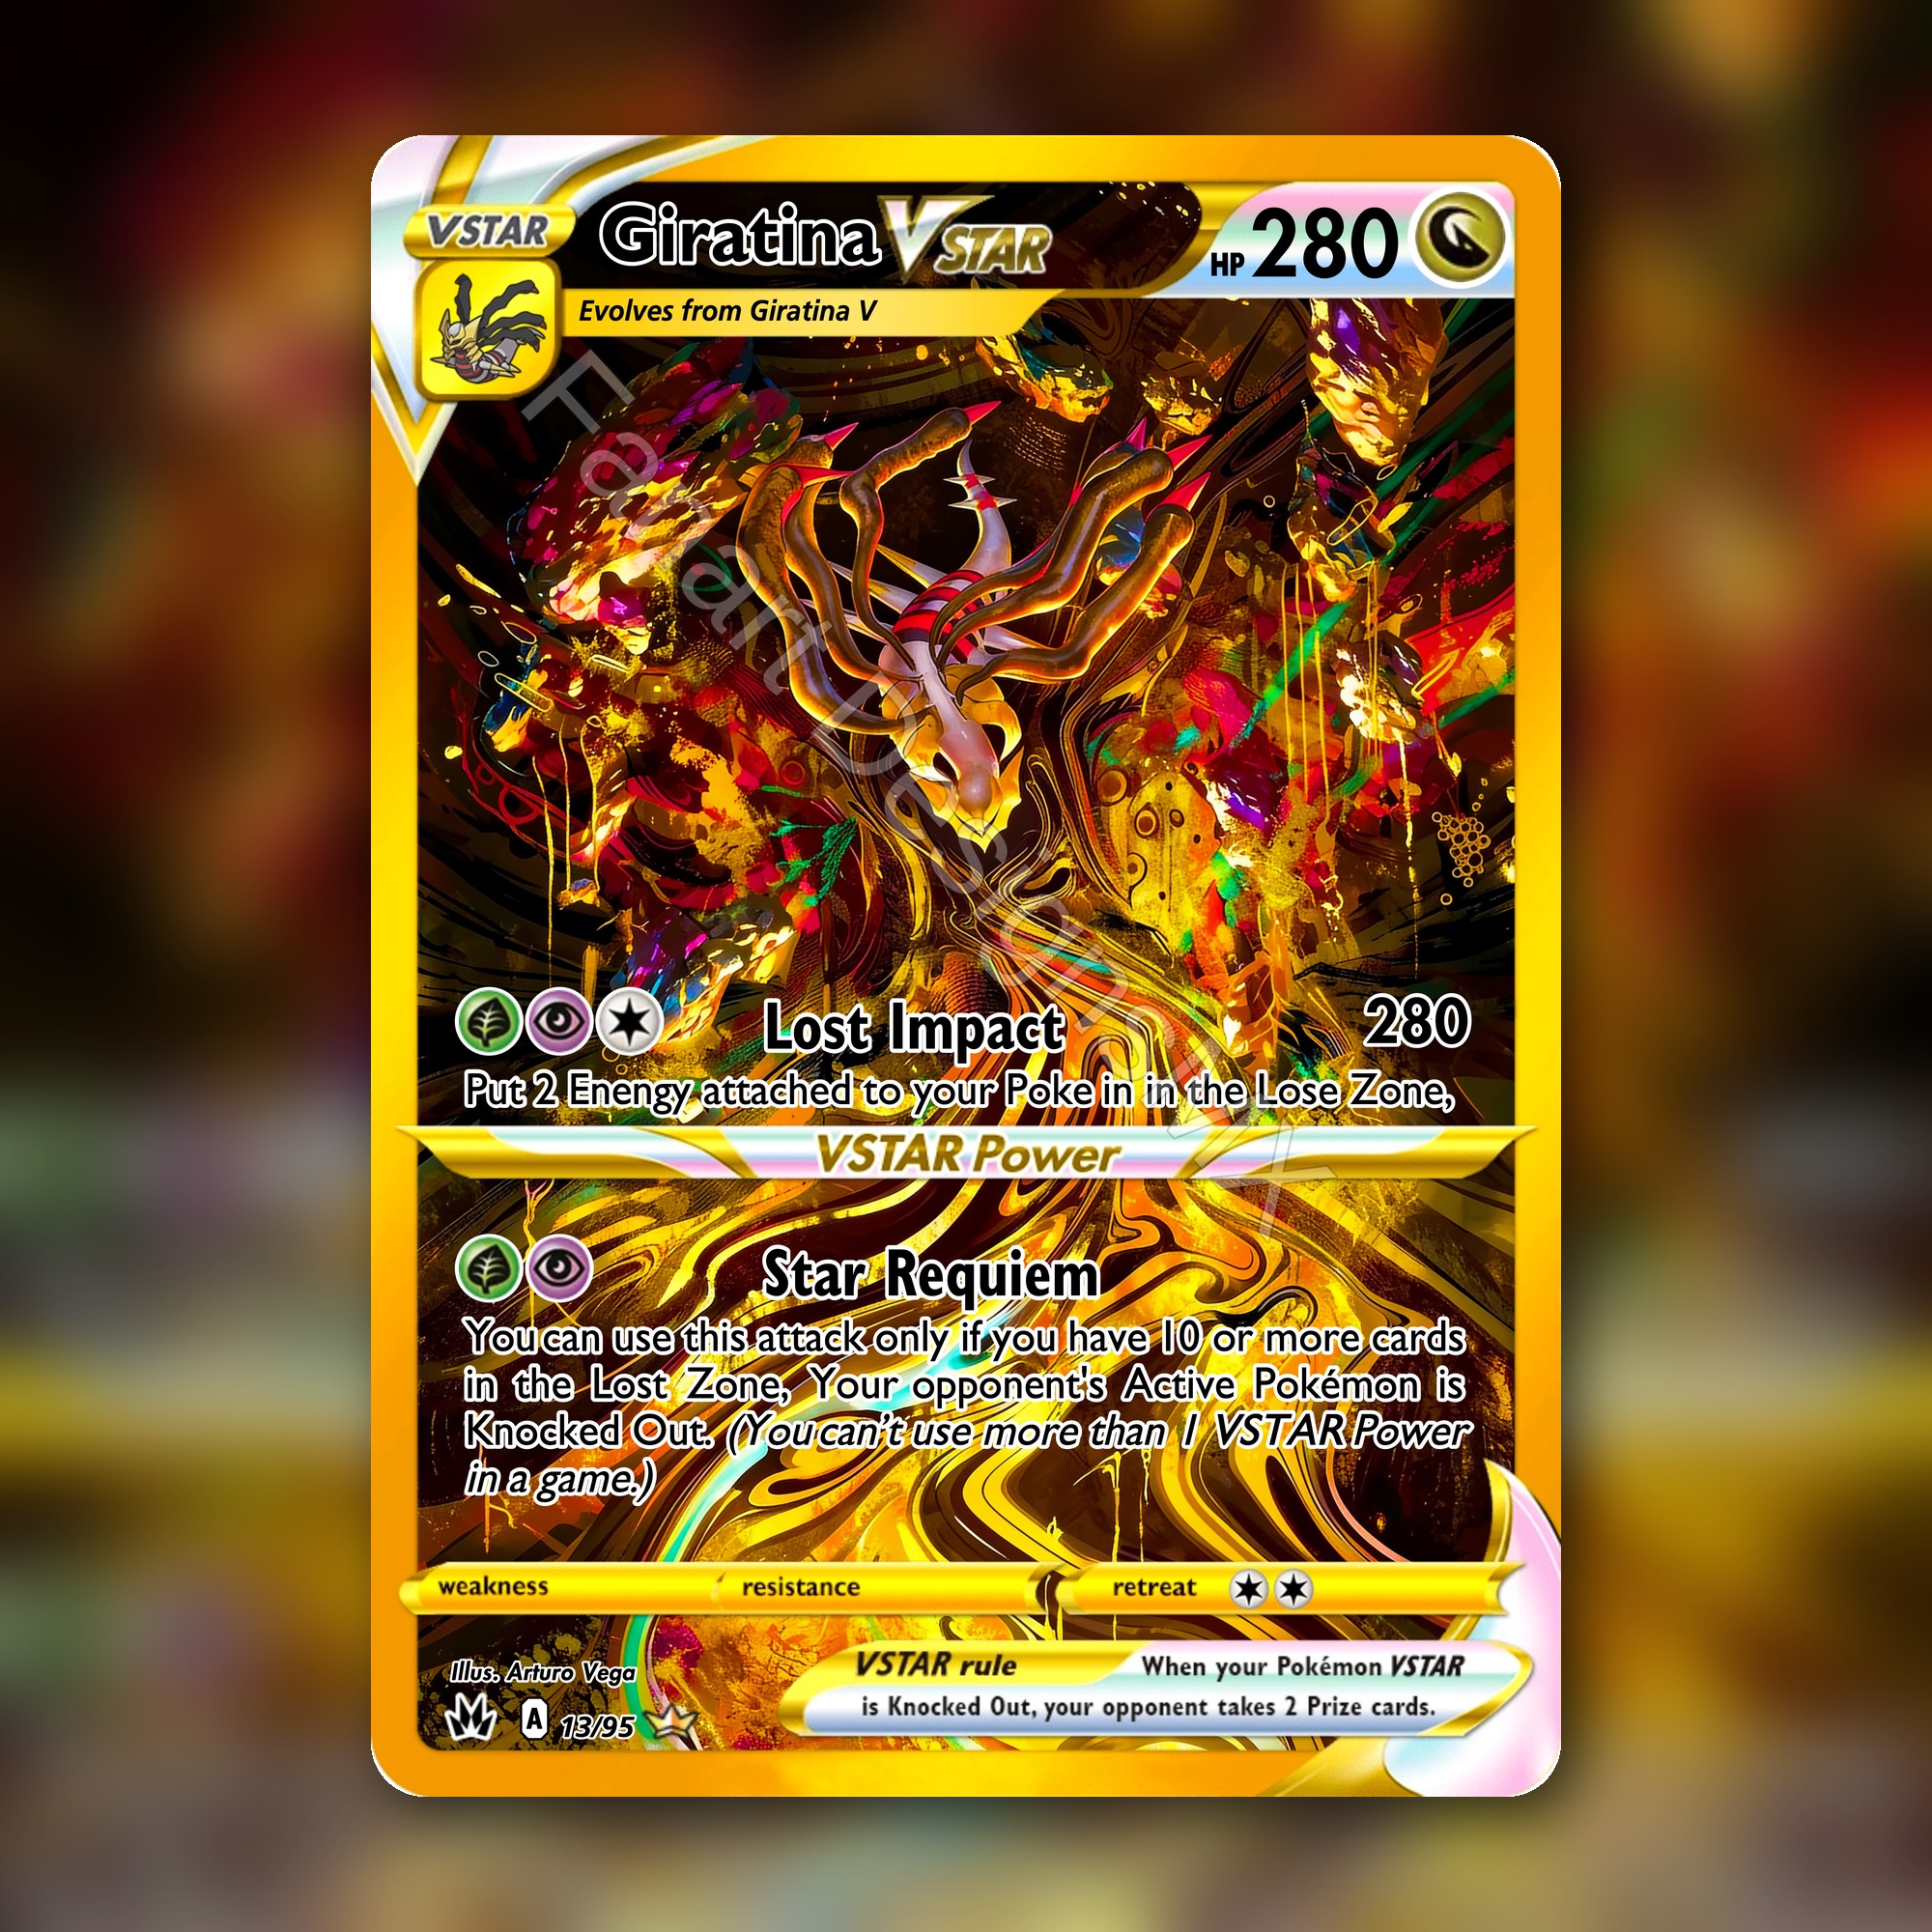 VSTAR
Giratina VSTAR
HP 280
Evolves from Giratina V
Fanart DesignsMX
Lost Impact 280
Put 2 Enengy attached to your Poke in in the Lose Zone,
VSTAR Power
Star Requiem
You can use this attack only if you have 10 or more cards
in the Lost Zone, Your opponent's Active Pokémon is
Knocked Out. (You can't use more than 1 VSTAR Power
in a game.)
weakness resistance retreat
Illus. Arturo Vega
A 13/95
VSTAR rule When your Pokémon VSTAR
is Knocked Out, your opponent takes 2 Prize cards.